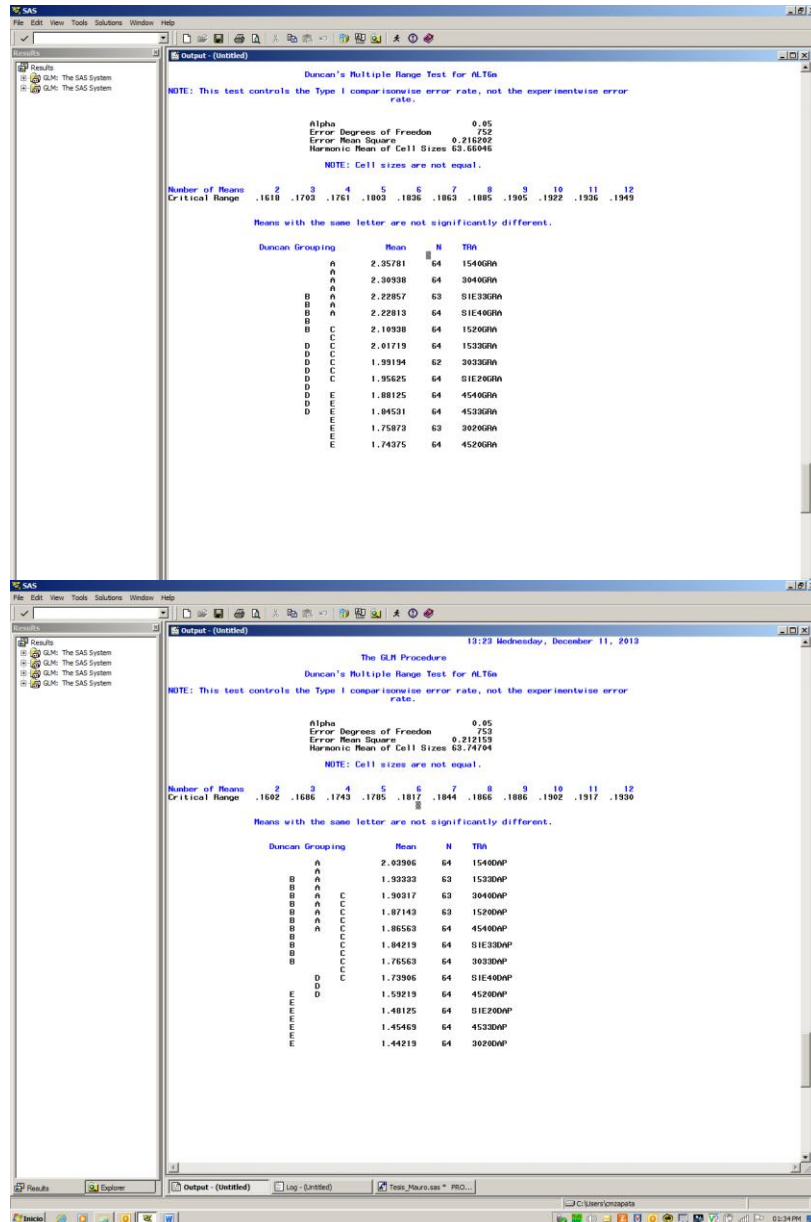 SAS
File Edit View Tools Solutions Window Help
Results
Output - (Untitled)
Results
GLM: The SAS System
GLM: The SAS System
Duncan's Multiple Range Test for ALT6m
NOTE: This test controls the Type I comparisonwise error rate, not the experimentwise error
rate.
Alpha 0.05
Error Degrees of Freedom 752
Error Mean Square 0.216202
Harmonic Mean of Cell Sizes 63.66046
NOTE: Cell sizes are not equal.
Number of Means 2 3 4 5 6 7 8 9 10 11 12
Critical Range .1618 .1703 .1761 .1803 .1836 .1863 .1885 .1905 .1922 .1936 .1949
Means with the same letter are not significantly different.
Duncan Grouping Mean N TRA
A 2.35781 64 1540GRA
A
A 2.30938 64 3040GRA
A
B A 2.22857 63 SIE33GRA
B A
B A 2.22813 64 SIE40GRA
B
B C 2.10938 64 1520GRA
C
D C 2.01719 64 1533GRA
D C
D C 1.99194 62 3033GRA
D C
D C 1.95625 64 SIE20GRA
D
D E 1.88125 64 4540GRA
D E
D E 1.84531 64 4533GRA
E
E 1.75873 63 3020GRA
E
E 1.74375 64 4520GRA
SAS
File Edit View Tools Solutions Window Help
Results
Output - (Untitled)
Results
GLM: The SAS System
GLM: The SAS System
GLM: The SAS System
GLM: The SAS System
13:23 Wednesday, December 11, 2013
The GLM Procedure
Duncan's Multiple Range Test for ALT6m
NOTE: This test controls the Type I comparisonwise error rate, not the experimentwise error
rate.
Alpha 0.05
Error Degrees of Freedom 753
Error Mean Square 0.212159
Harmonic Mean of Cell Sizes 63.74704
NOTE: Cell sizes are not equal.
Number of Means 2 3 4 5 6 7 8 9 10 11 12
Critical Range .1602 .1686 .1743 .1785 .1817 .1844 .1866 .1886 .1902 .1917 .1930
Means with the same letter are not significantly different.
Duncan Grouping Mean N TRA
A 2.03906 64 1540DAP
A
B A 1.93333 63 1533DAP
B A
B A C 1.90317 63 3040DAP
B A C
B A C 1.87143 63 1520DAP
B A C
B A C 1.86563 64 4540DAP
B C
B C 1.84219 64 SIE33DAP
B C
B C 1.76563 64 3033DAP
C
D C 1.73906 64 SIE40DAP
D
E D 1.59219 64 4520DAP
E
E 1.48125 64 SIE20DAP
E
E 1.45469 64 4533DAP
E
E 1.44219 64 3020DAP
Results
Explorer
Output - (Untitled)
Log - (Untitled)
Tesis_Mauro.sas * PRO...
C:\Users\cmzapata
Inicio
01:34 PM